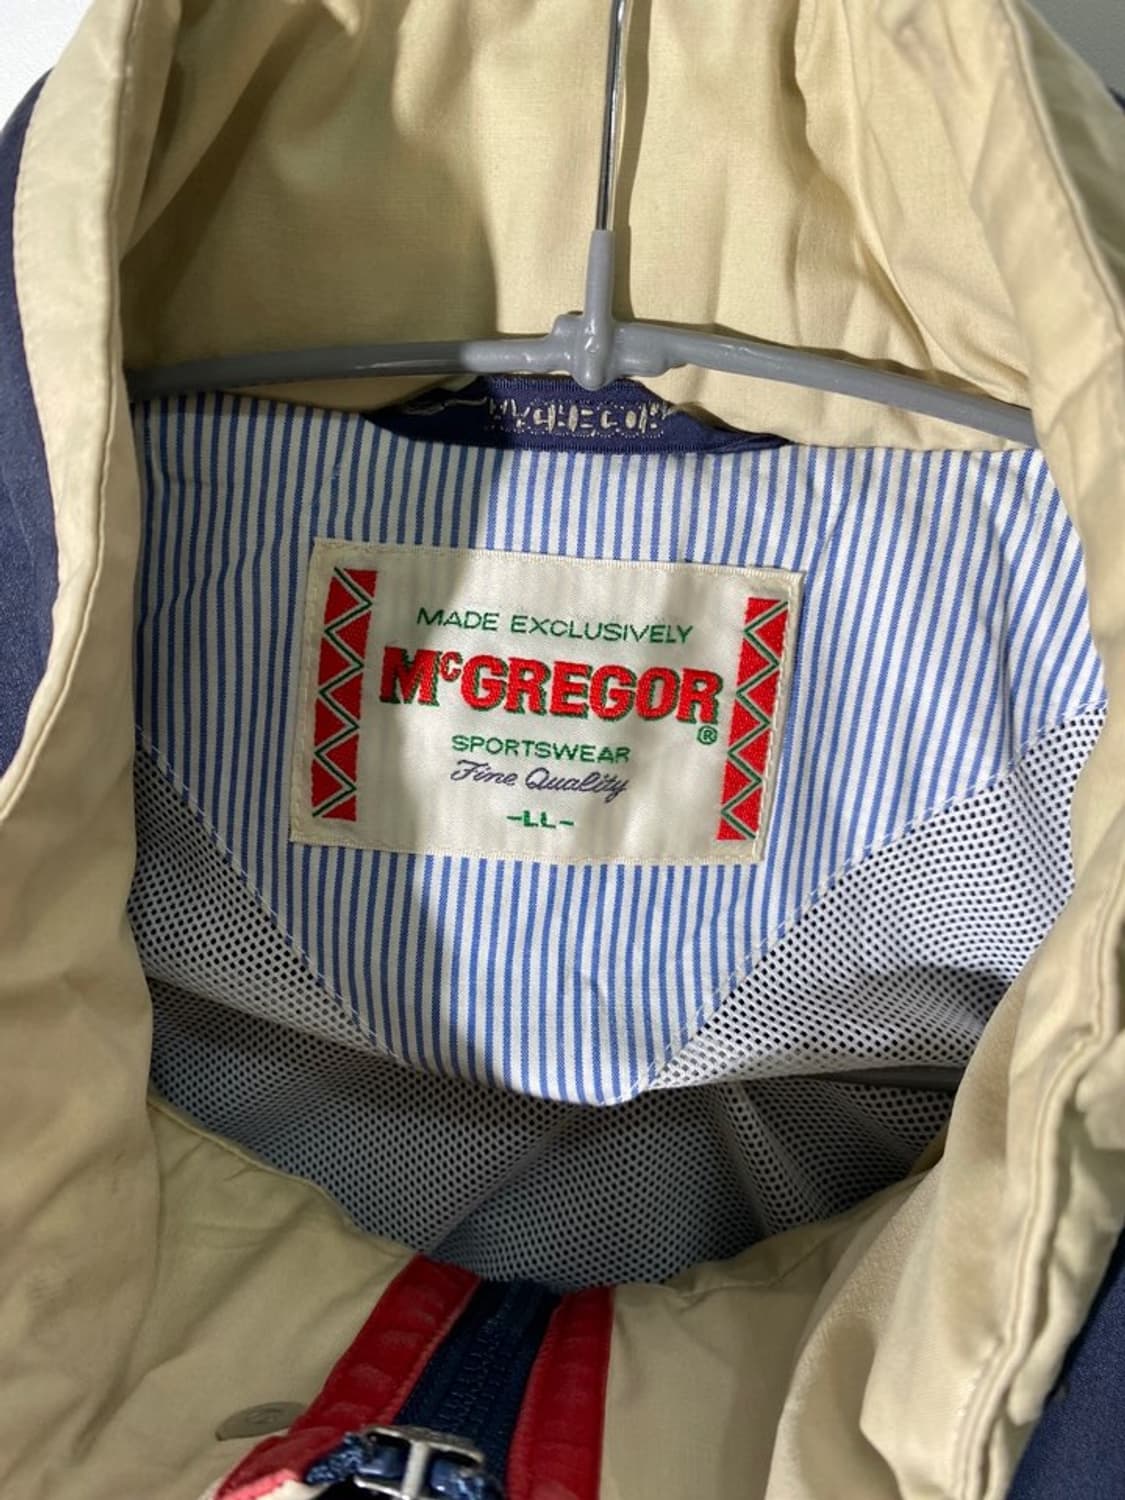 MADE EXCLUSIVELY
McGREGOR®
SPORTSWEAR
Fine Quality
-LL-